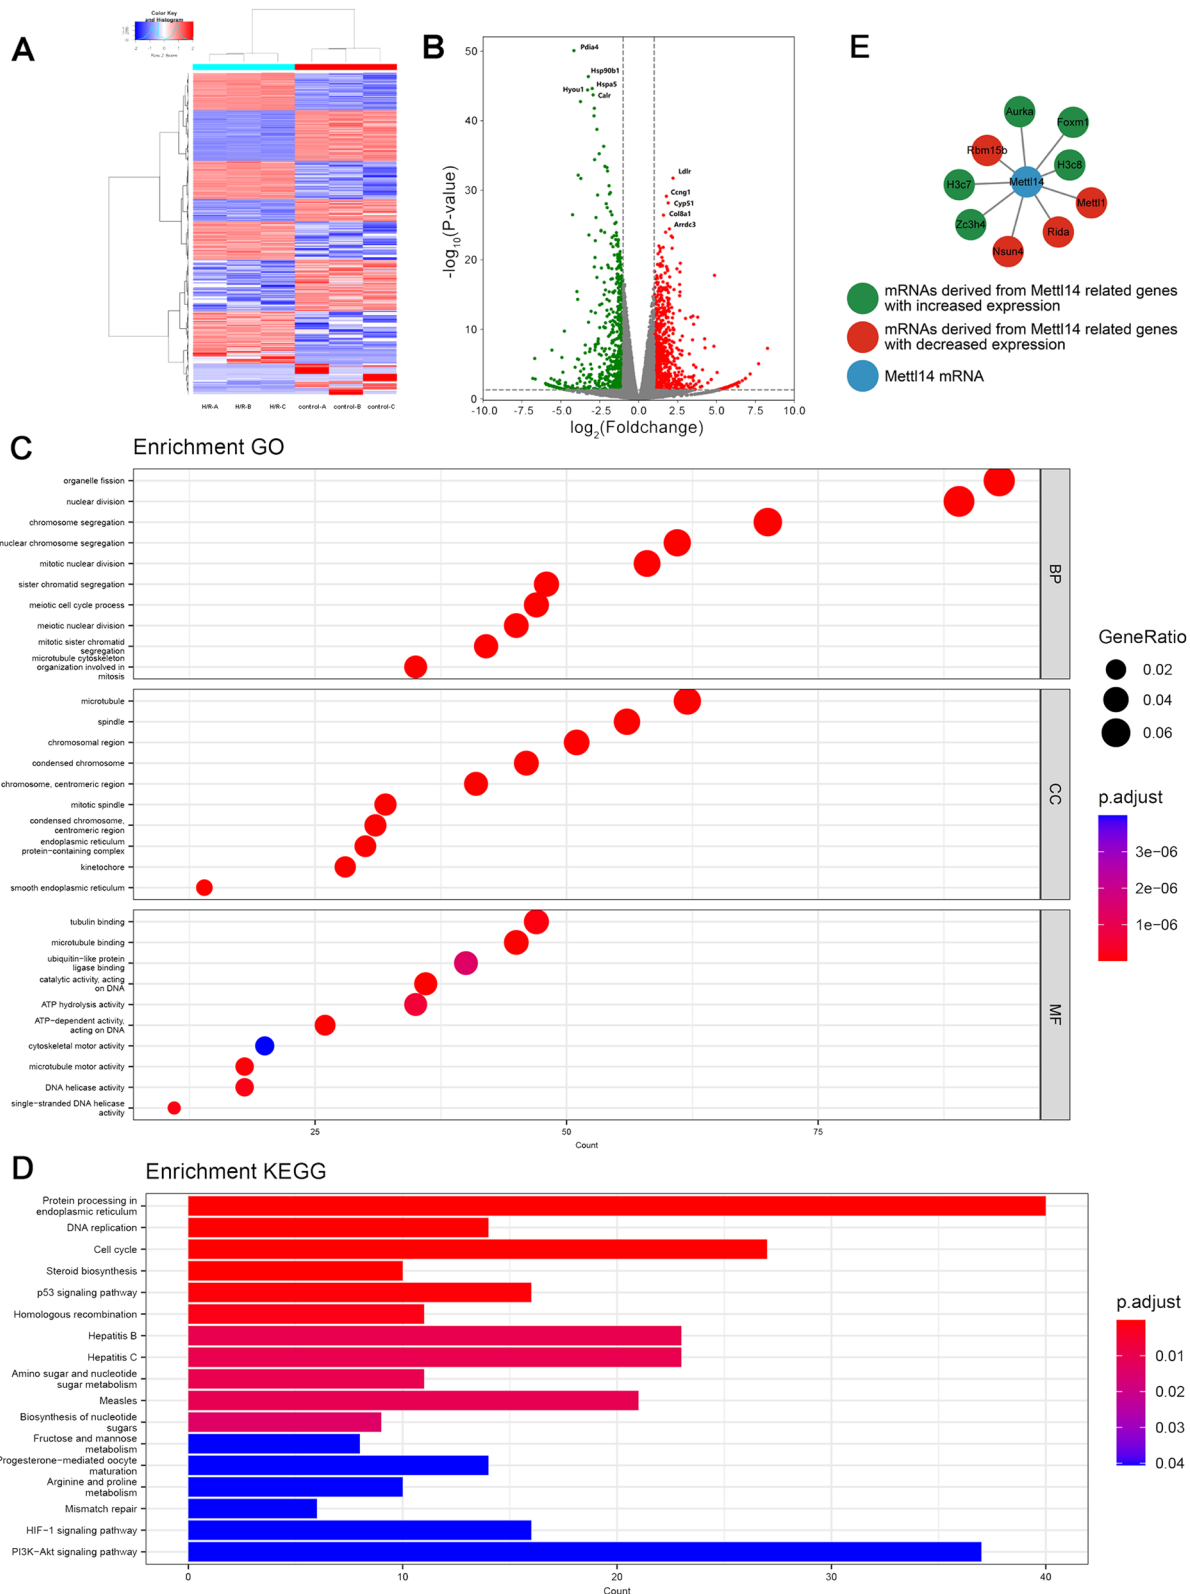 A
Color Key
and Histogram
-2 -1 0 1 2
Row Z-Score
H/R-A H/R-B H/R-C control-A control-B control-C
B
50
40
30
20
10
0
-log10(P-value)
Pdia4
Hsp90b1
Hspa5
Hyou1
Calr
Ldlr
Ccng1
Cyp51
Col8a1
Arrdc3
-10.0 -7.5 -5.0 -2.5 0.0 2.5 5.0 7.5 10.0
log2(Foldchange)
E
Aurka
Foxm1
Rbm15b
H3c8
H3c7
Mettl14
Mettl1
Zc3h4
Rida
Nsun4
mRNAs derived from Mettl14 related genes
with increased expression
mRNAs derived from Mettl14 related genes
with decreased expression
Mettl14 mRNA
C
Enrichment GO
organelle fission
nuclear division
chromosome segregation
nuclear chromosome segregation
mitotic nuclear division
sister chromatid segregation
meiotic cell cycle process
meiotic nuclear division
mitotic sister chromatid
segregation
microtubule cytoskeleton
organization involved in
mitosis
BP
microtubule
spindle
chromosomal region
condensed chromosome
chromosome, centromeric region
mitotic spindle
condensed chromosome,
centromeric region
endoplasmic reticulum
protein−containing complex
kinetochore
smooth endoplasmic reticulum
CC
tubulin binding
microtubule binding
ubiquitin−like protein
ligase binding
catalytic activity, acting
on DNA
ATP hydrolysis activity
ATP−dependent activity,
acting on DNA
cytoskeletal motor activity
microtubule motor activity
DNA helicase activity
single−stranded DNA helicase
activity
MF
25 50 75
Count
GeneRatio
0.02
0.04
0.06
p.adjust
3e−06
2e−06
1e−06
D
Enrichment KEGG
Protein processing in
endoplasmic reticulum
DNA replication
Cell cycle
Steroid biosynthesis
p53 signaling pathway
Homologous recombination
Hepatitis B
Hepatitis C
Amino sugar and nucleotide
sugar metabolism
Measles
Biosynthesis of nucleotide
sugars
Fructose and mannose
metabolism
Progesterone−mediated oocyte
maturation
Arginine and proline
metabolism
Mismatch repair
HIF−1 signaling pathway
PI3K−Akt signaling pathway
0 10 20 30 40
Count
p.adjust
0.01
0.02
0.03
0.04